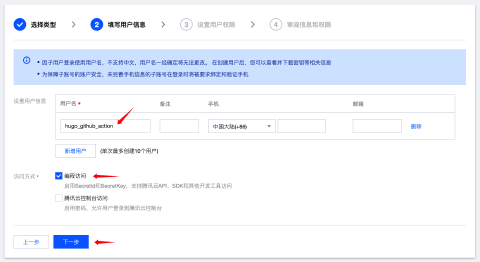 选择类型
2 填写用户信息
3 设置用户权限
4 审阅信息和权限
• 因子用户登录使用用户名，不支持中文，用户名一经确定将无法更改。在创建用户后，您可以查看并下载密钥等相关信息
• 为保障子账号的账户安全，未完善手机信息的子账号在登录时将被要求绑定和验证手机
设置用户信息
用户名 * 备注 手机 邮箱
hugo_github_action 中国大陆(+86) 删除
新增用户 (单次最多创建10个用户)
访问方式 * 编程访问
启用SecretId和SecretKey，支持腾讯云API、SDK和其他开发工具访问
腾讯云控制台访问
启用密码，允许用户登录到腾讯云控制台
上一步 下一步